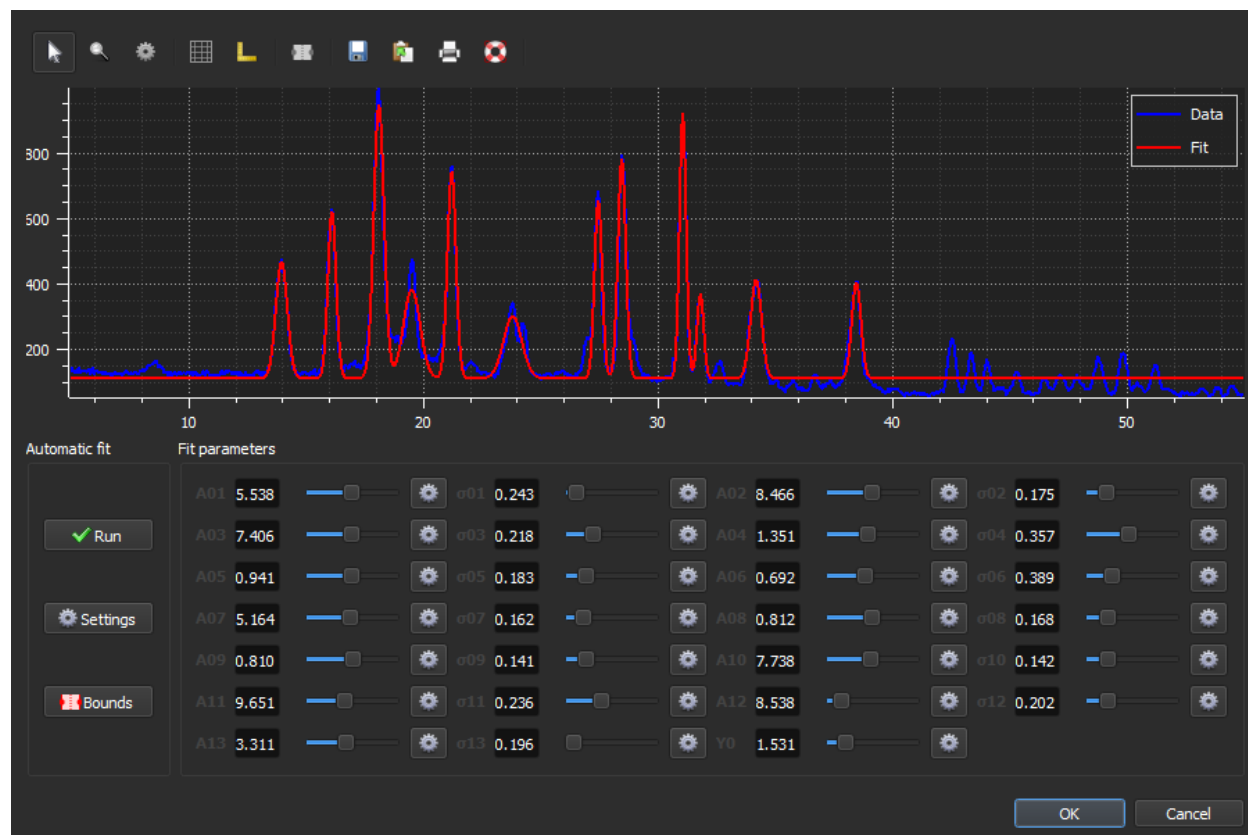 Data
Fit
800
600
400
200
10 20 30 40 50
Automatic fit
Fit parameters
Run
Settings
Bounds
A01 5.538 σ01 0.243 A02 8.466 σ02 0.175
A03 7.406 σ03 0.218 A04 1.351 σ04 0.357
A05 0.941 σ05 0.183 A06 0.692 σ06 0.389
A07 5.164 σ07 0.162 A08 0.812 σ08 0.168
A09 0.810 σ09 0.141 A10 7.738 σ10 0.142
A11 9.651 σ11 0.236 A12 8.538 σ12 0.202
A13 3.311 σ13 0.196 Y0 1.531
OK Cancel